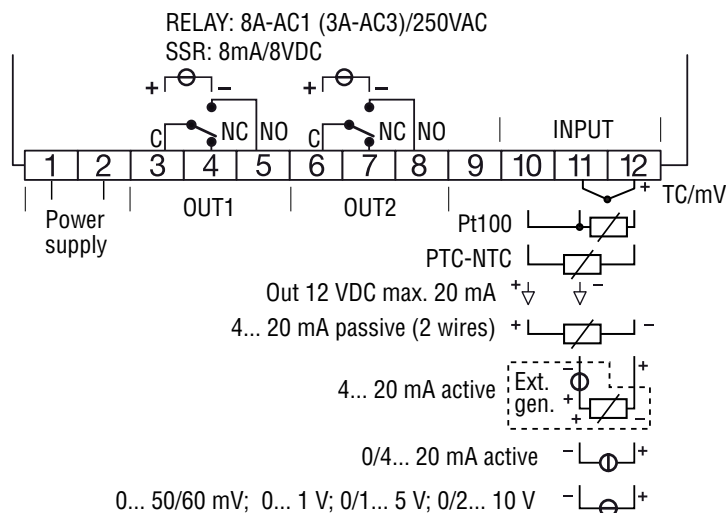 RELAY: 8A-AC1 (3A-AC3)/250VAC
SSR: 8mA/8VDC
+ − + −
C NC NO C NC NO INPUT
1 2 3 4 5 6 7 8 9 10 11 12
Power supply
OUT1 OUT2
+ TC/mV
Pt100
PTC-NTC
Out 12 VDC max. 20 mA + −
4... 20 mA passive (2 wires) + −
4... 20 mA active Ext. gen. − + + + −
0/4... 20 mA active − +
0... 50/60 mV; 0... 1 V; 0/1... 5 V; 0/2... 10 V − +